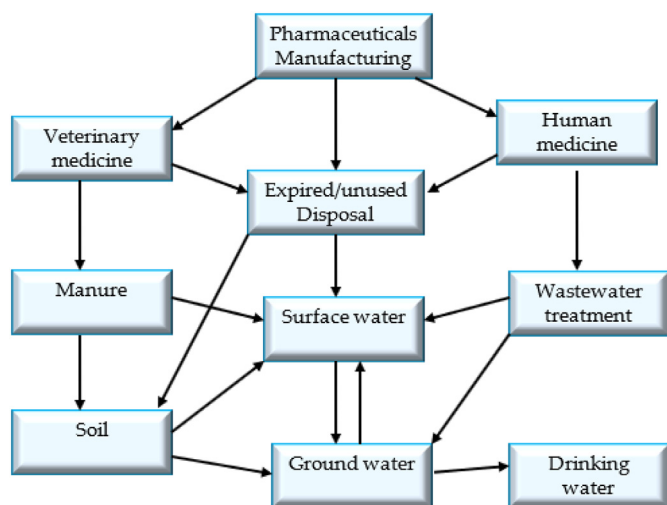 Pharmaceuticals
Manufacturing
Veterinary
medicine
Human
medicine
Expired/unused
Disposal
Manure
Surface water
Wastewater
treatment
Soil
Ground water
Drinking
water